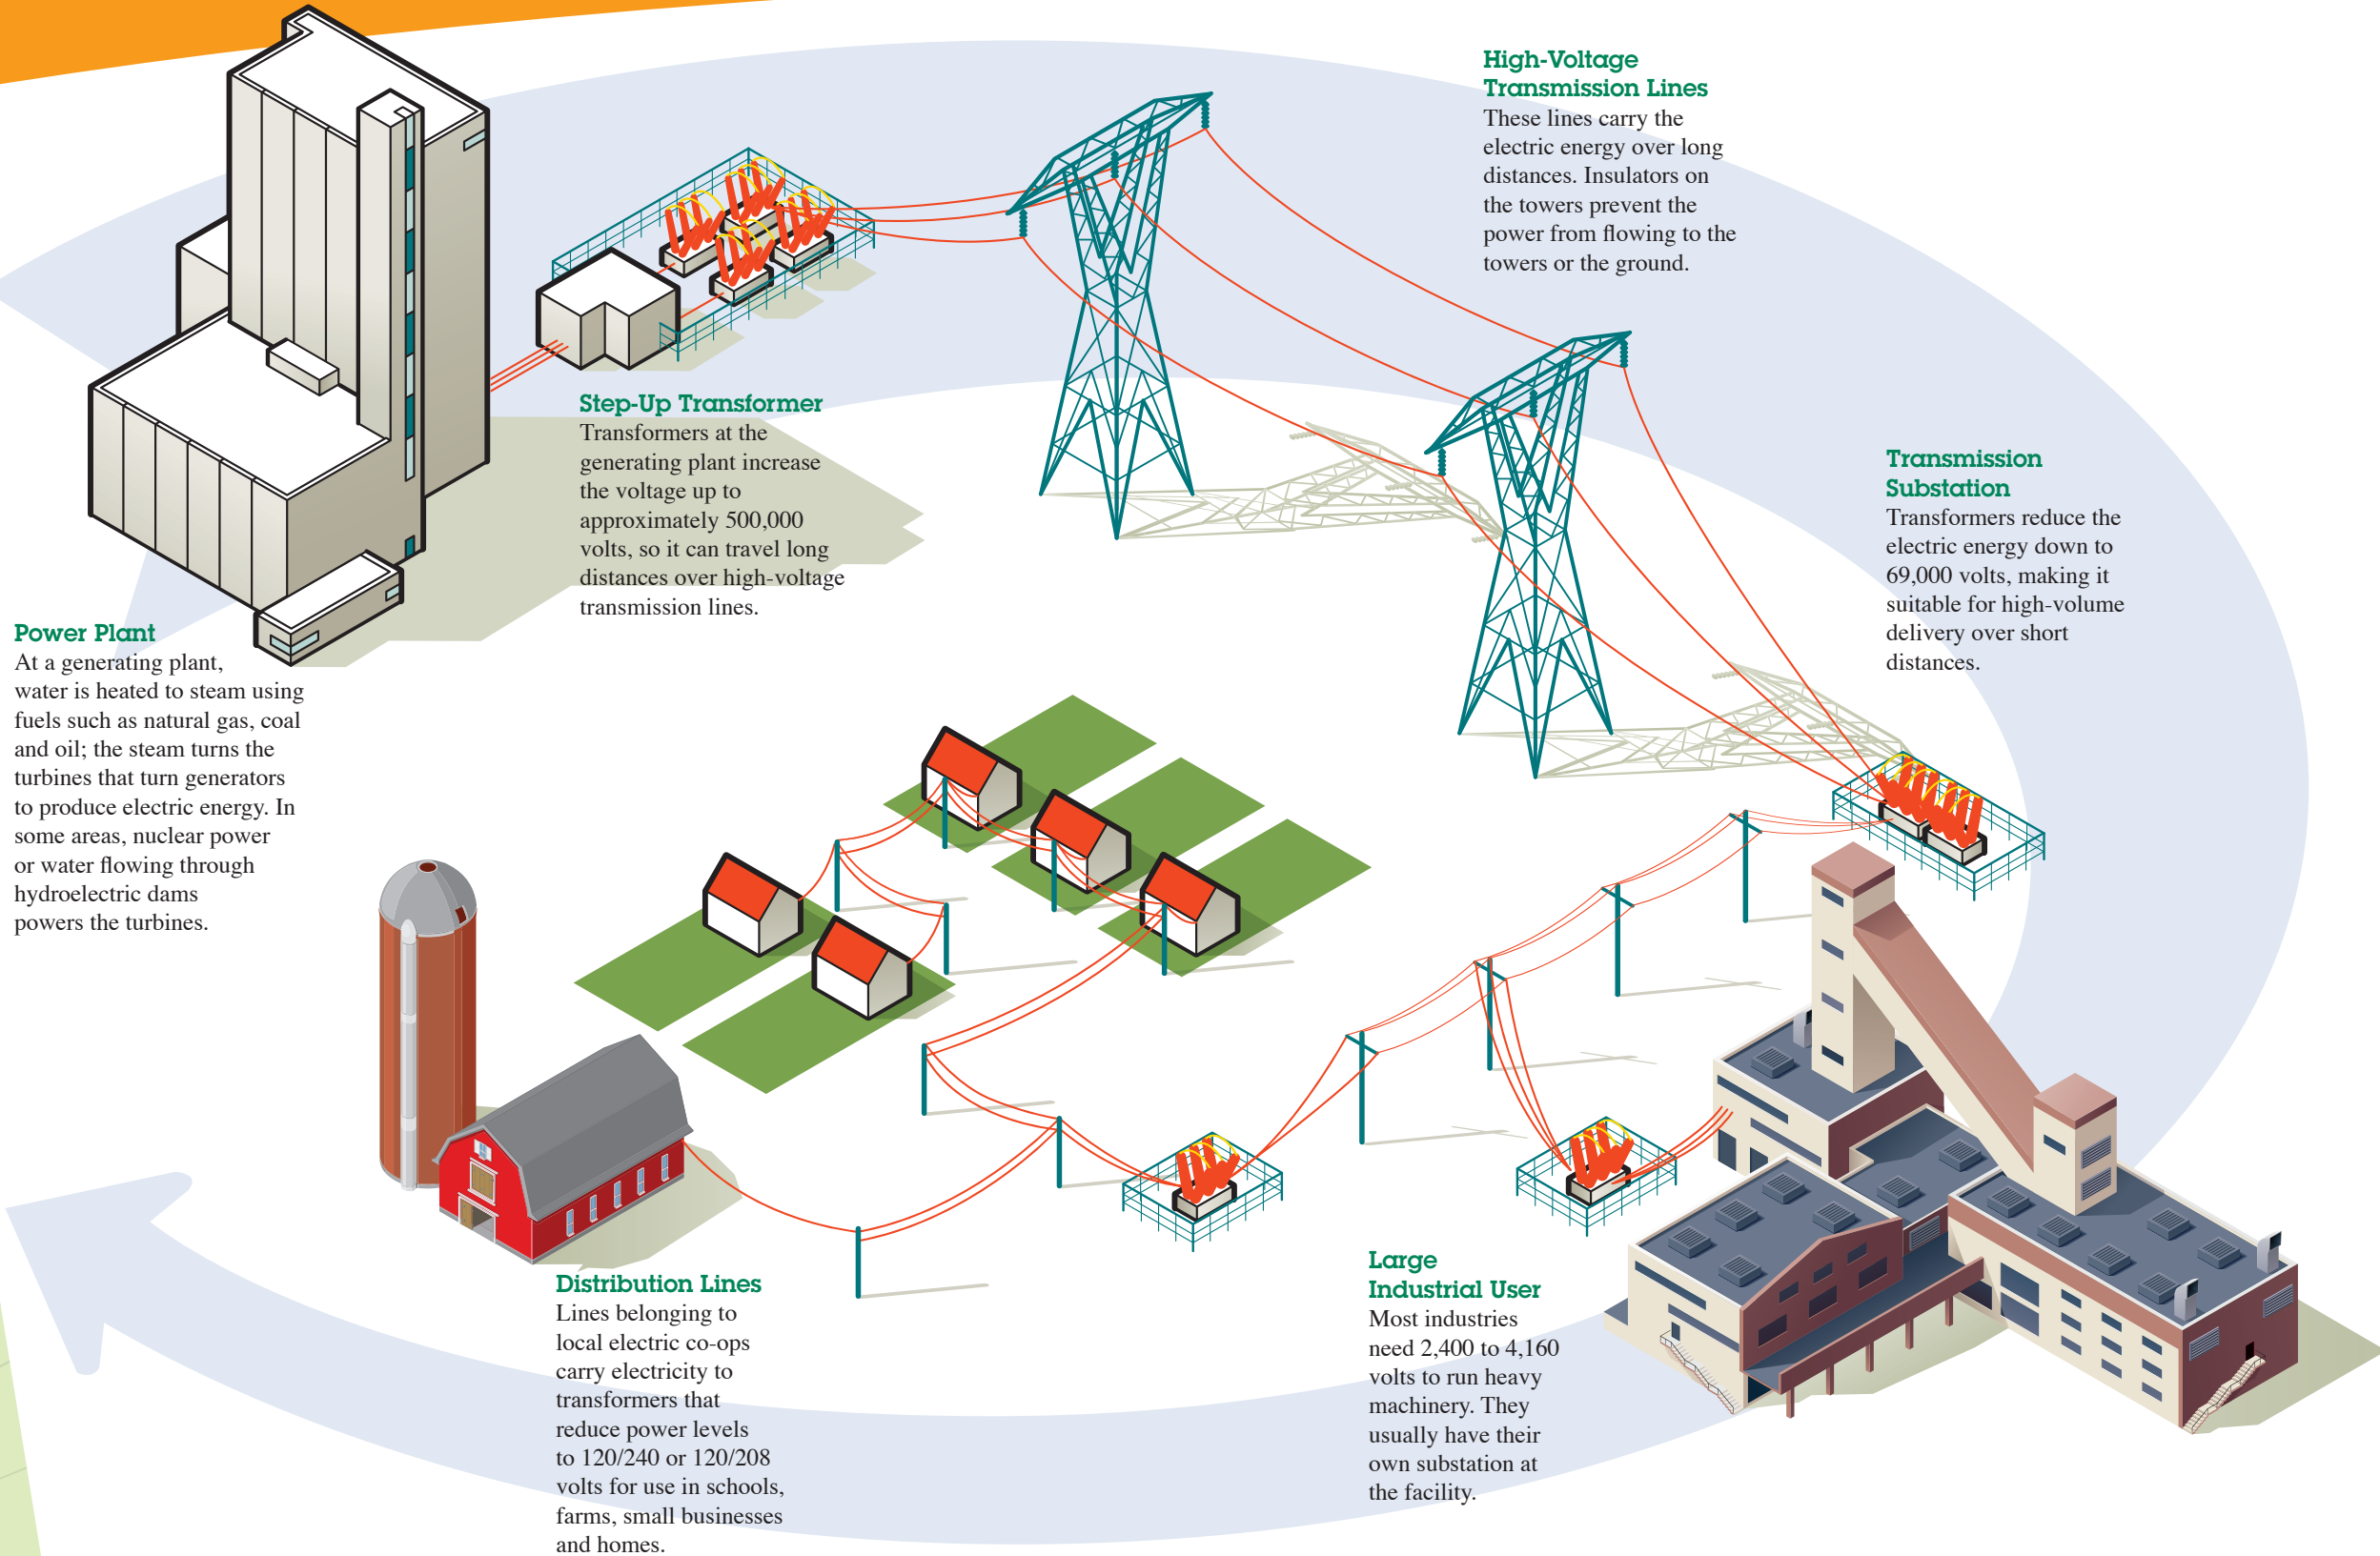 Power Plant
At a generating plant,
water is heated to steam using
fuels such as natural gas, coal
and oil; the steam turns the
turbines that turn generators
to produce electric energy. In
some areas, nuclear power
or water flowing through
hydroelectric dams
powers the turbines.
Step-Up Transformer
Transformers at the
generating plant increase
the voltage up to
approximately 500,000
volts, so it can travel long
distances over high-voltage
transmission lines.
High-Voltage
Transmission Lines
These lines carry the
electric energy over long
distances. Insulators on
the towers prevent the
power from flowing to the
towers or the ground.
Transmission
Substation
Transformers reduce the
electric energy down to
69,000 volts, making it
suitable for high-volume
delivery over short
distances.
Large
Industrial User
Most industries
need 2,400 to 4,160
volts to run heavy
machinery. They
usually have their
own substation at
the facility.
Distribution Lines
Lines belonging to
local electric co-ops
carry electricity to
transformers that
reduce power levels
to 120/240 or 120/208
volts for use in schools,
farms, small businesses
and homes.